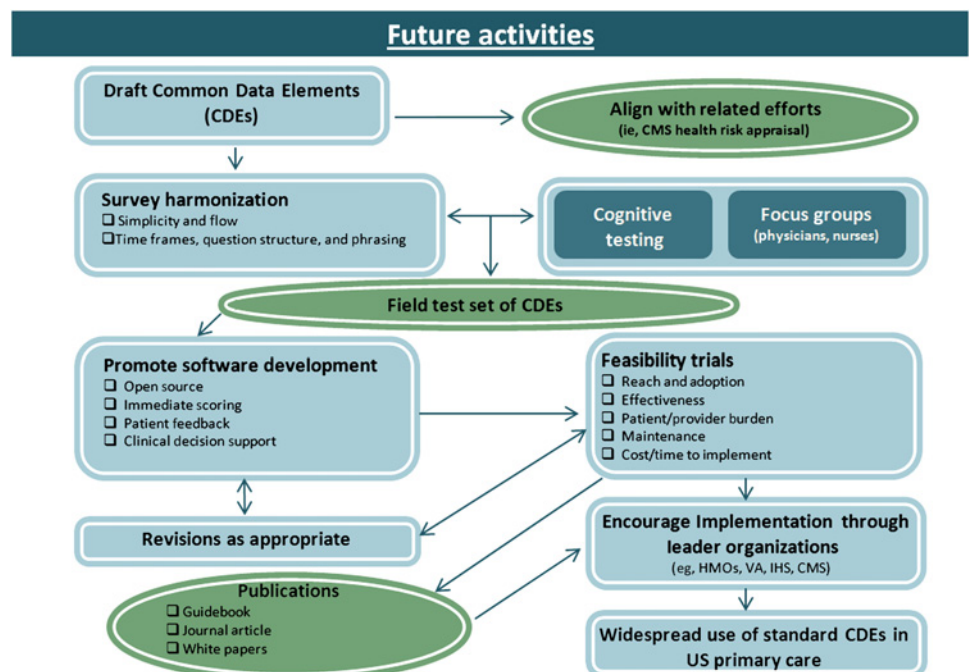 Future activities
Draft Common Data Elements
(CDEs)
Align with related efforts
(ie, CMS health risk appraisal)
Survey harmonization
❑ Simplicity and flow
❑Time frames, question structure, and phrasing
Cognitive
testing
Focus groups
(physicians, nurses)
Field test set of CDEs
Promote software development
❑ Open source
❑ Immediate scoring
❑ Patient feedback
❑ Clinical decision support
Feasibility trials
❑ Reach and adoption
❑ Effectiveness
❑ Patient/provider burden
❑ Maintenance
❑ Cost/time to implement
Revisions as appropriate
Encourage Implementation through
leader organizations
(eg, HMOs, VA, IHS, CMS)
Publications
❑ Guidebook
❑ Journal article
❑ White papers
Widespread use of standard CDEs in
US primary care